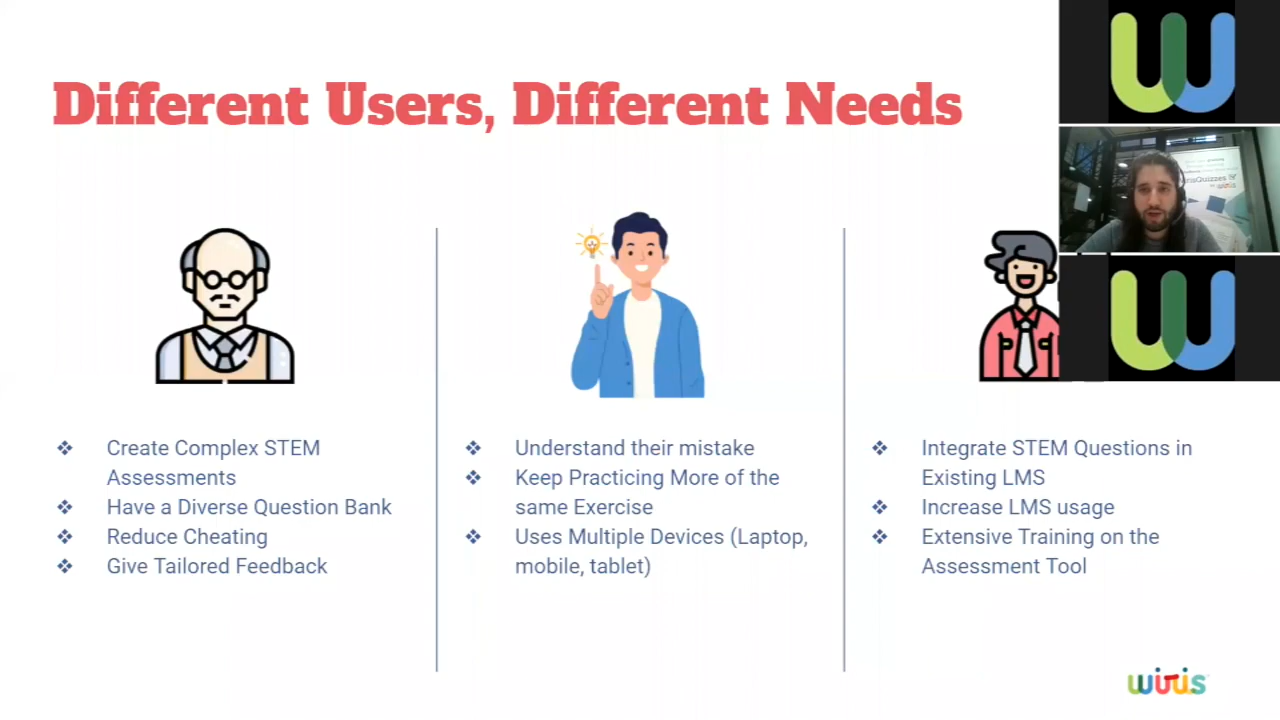 Different Users, Different Needs
Create Complex STEM
Assessments
Have a Diverse Question Bank
Reduce Cheating
Give Tailored Feedback
Understand their mistake
Keep Practicing More of the
same Exercise
Uses Multiple Devices (Laptop,
mobile, tablet)
Integrate STEM Questions in
Existing LMS
Increase LMS usage
Extensive Training on the
Assessment Tool
wiris